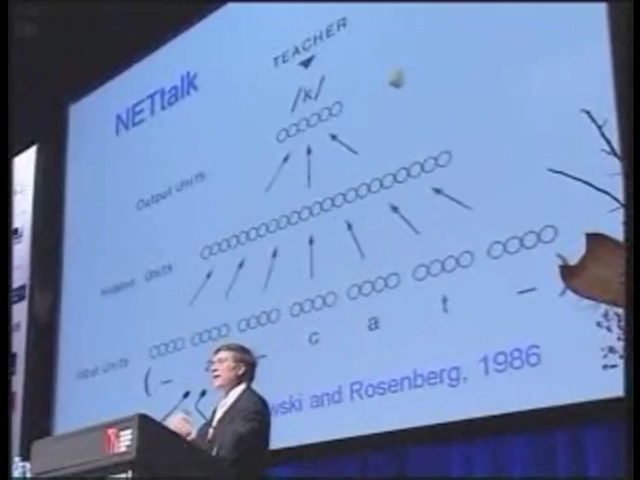 NETtalk
TEACHER
/k/
Output Units
Hidden Units
Input Units
(- - c a t -
wski and Rosenberg, 1986